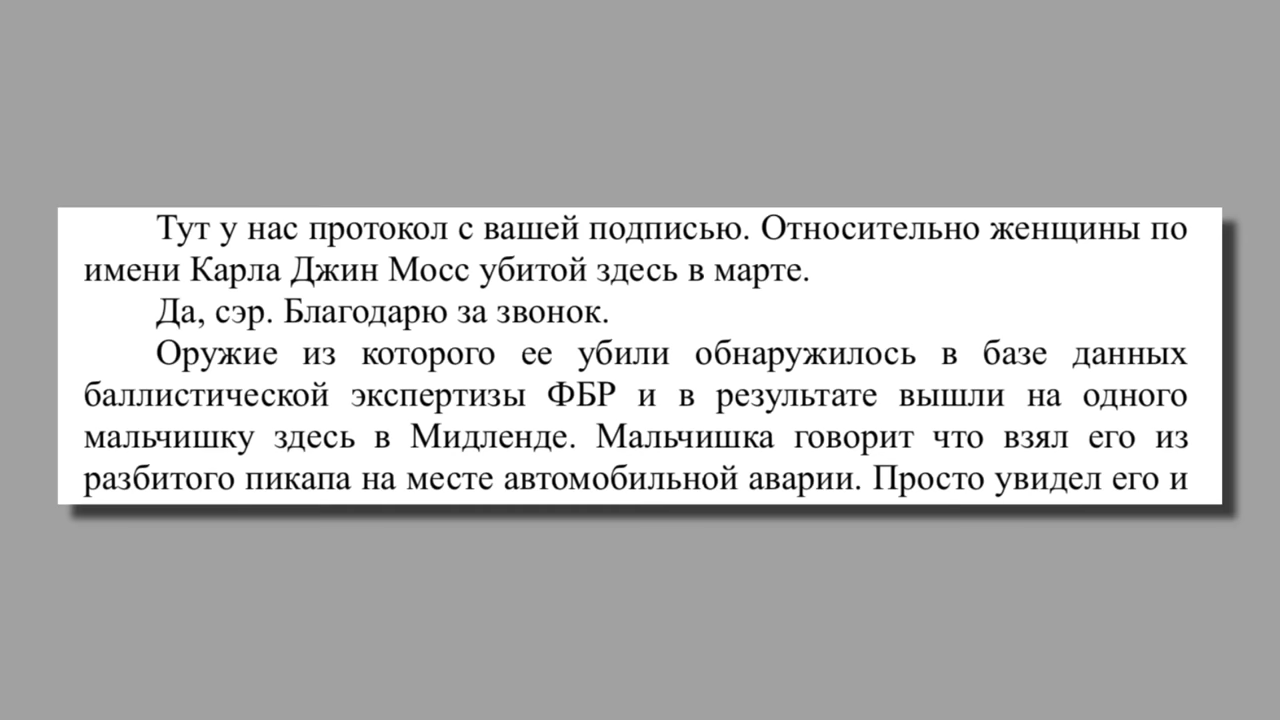 Тут у нас протокол с вашей подписью. Относительно женщины по
имени Карла Джин Мосс убитой здесь в марте.
Да, сэр. Благодарю за звонок.
Оружие из которого ее убили обнаружилось в базе данных
баллистической экспертизы ФБР и в результате вышли на одного
мальчишку здесь в Мидленде. Мальчишка говорит что взял его из
разбитого пикапа на месте автомобильной аварии. Просто увидел его и